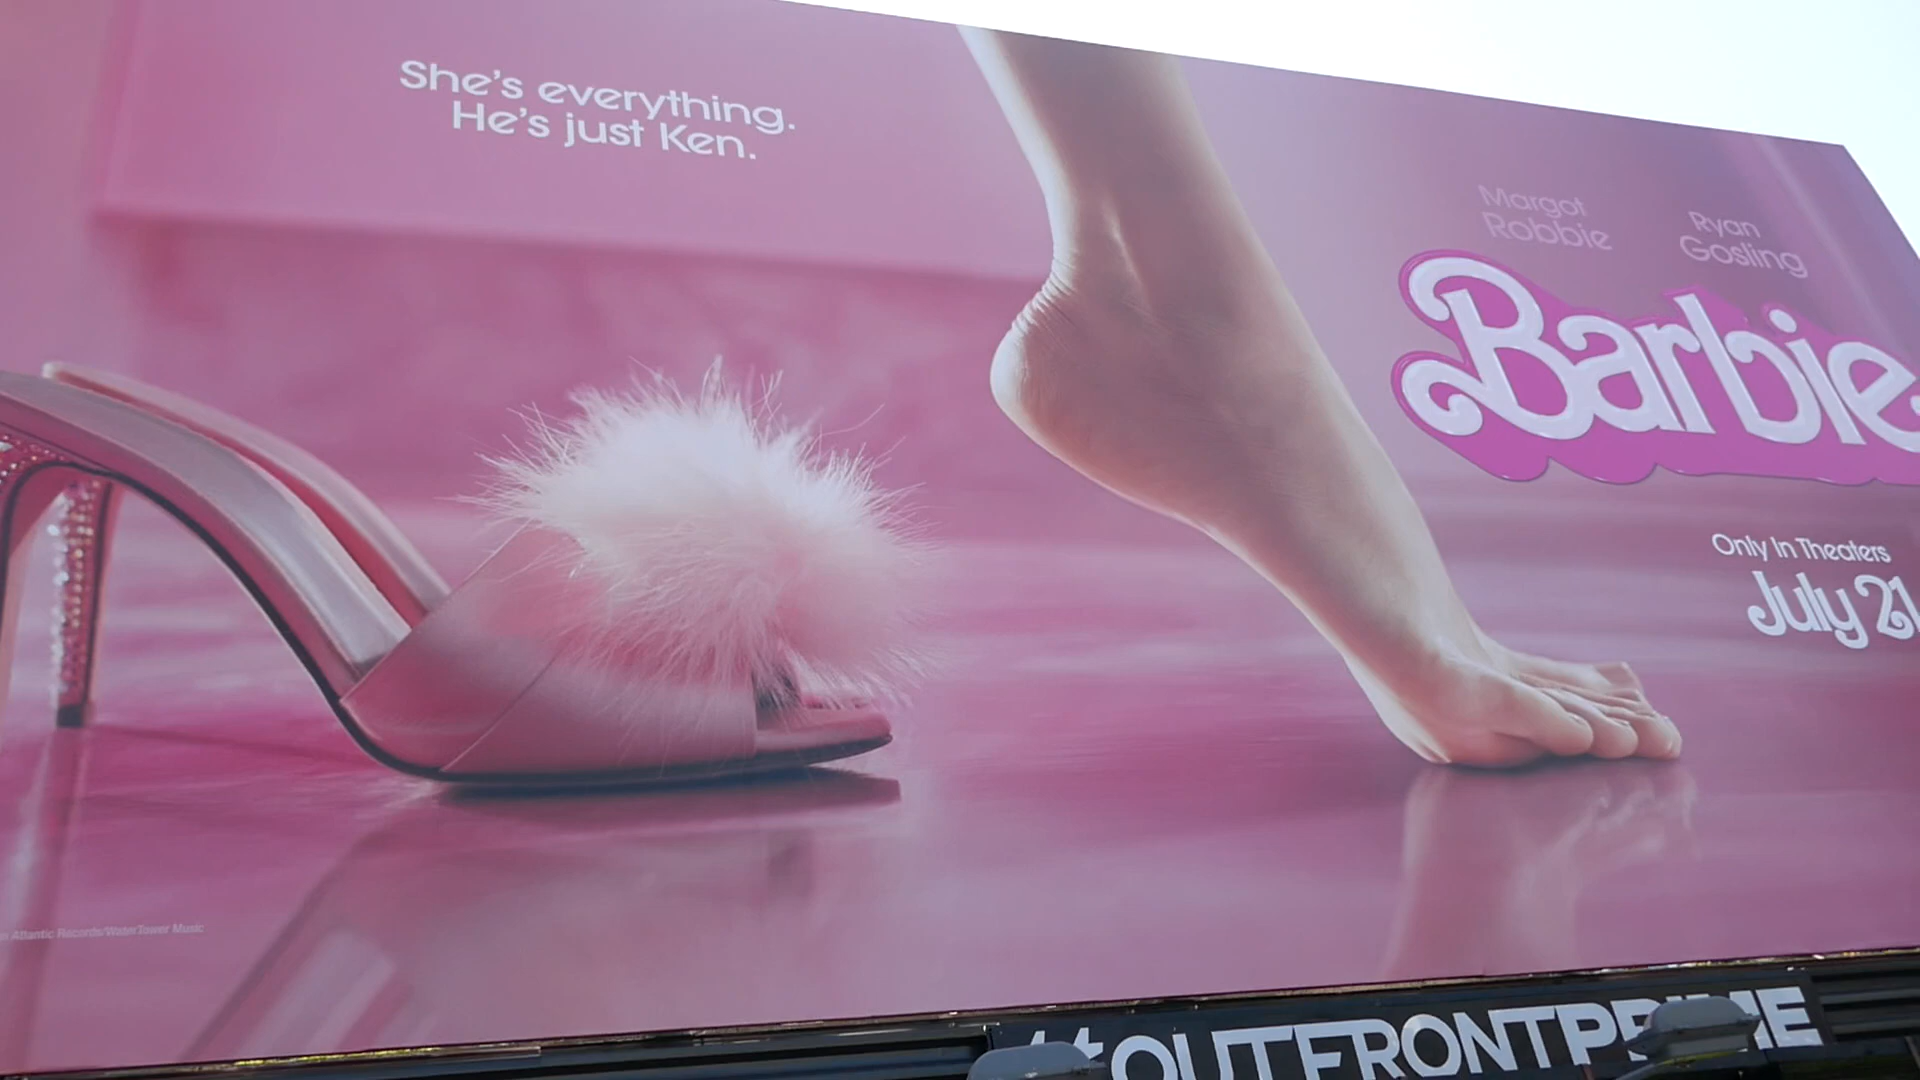 She's everything.
He's just Ken.
Margot
Robbie
Ryan
Gosling
Barbie
Only In Theaters
July 21
Atlantic Records/WaterTower Music
#OUTFRONTPRIME